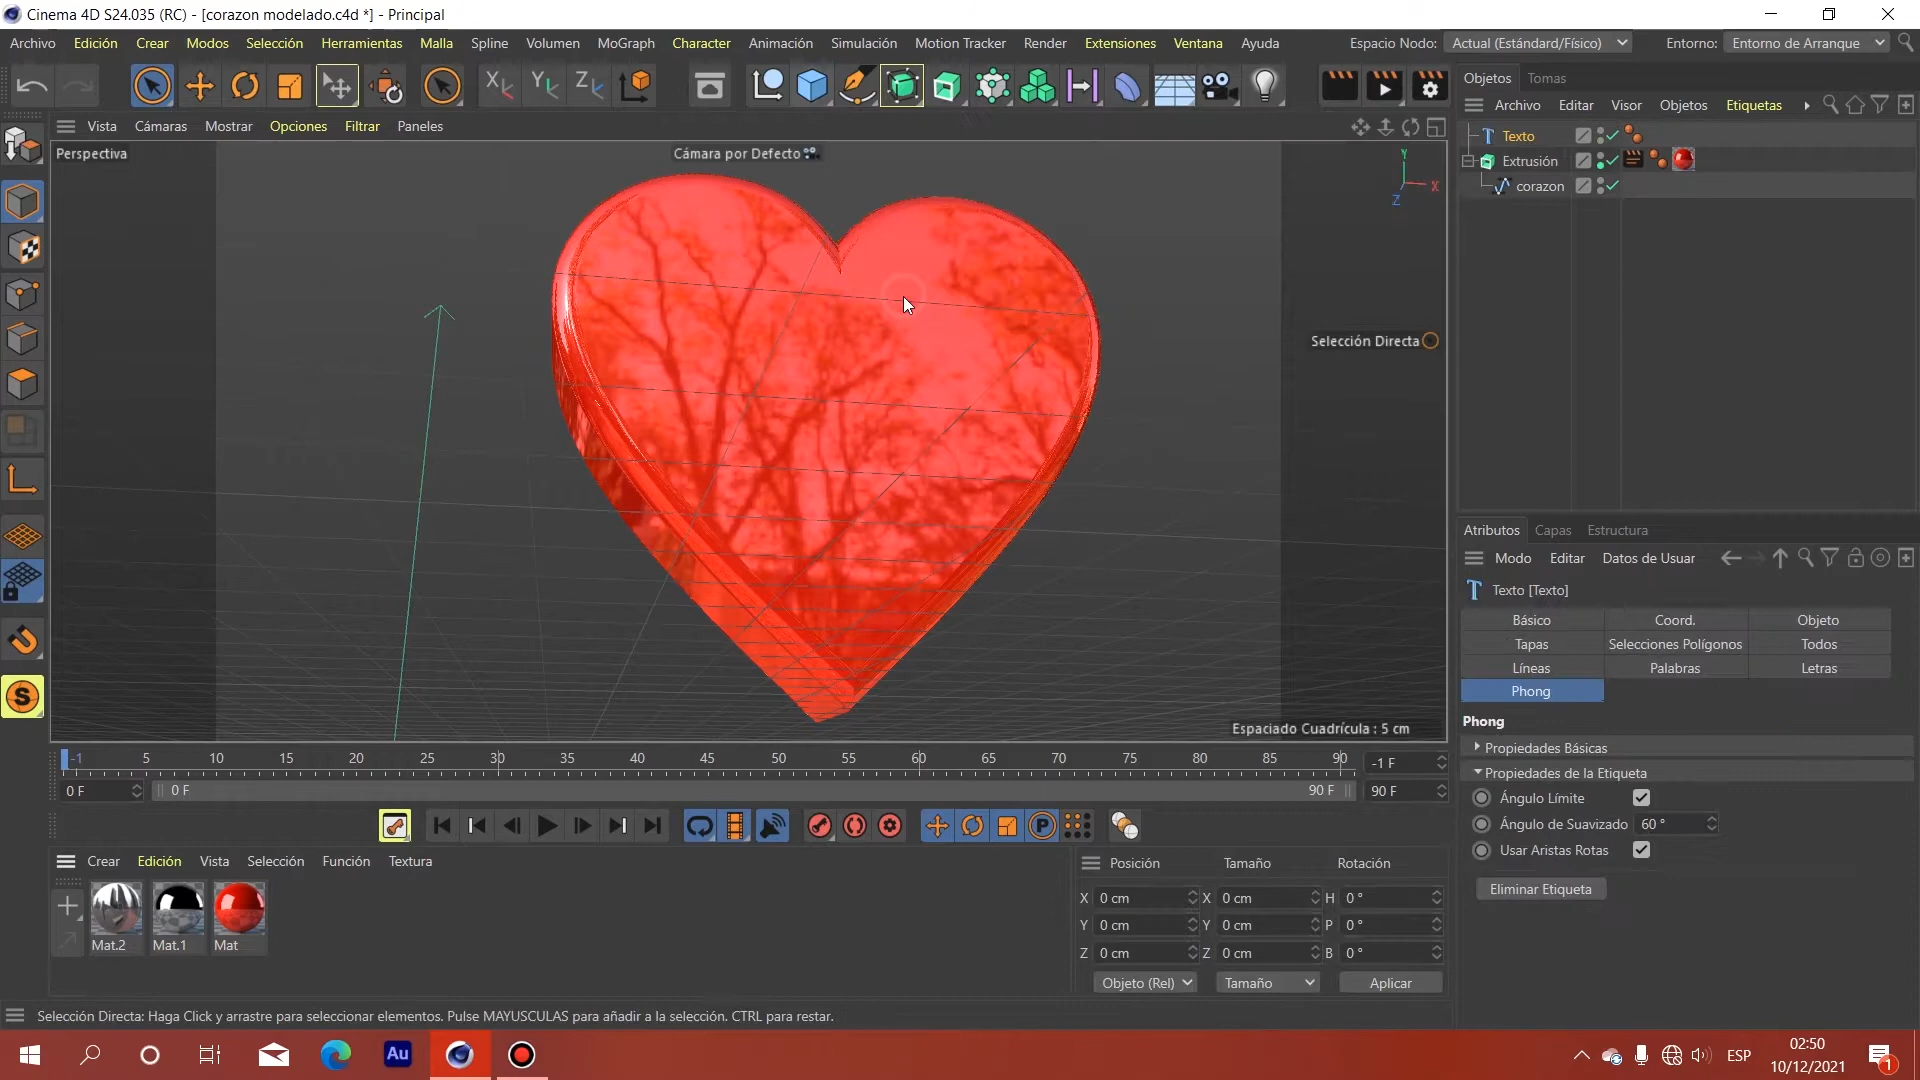 Cinema 4D S24.035 (RC) - [corazon modelado.c4d *] - Principal
Archivo Edición Crear Modos Selección Herramientas Malla Spline Volumen MoGraph Render Character Animación Simulación Motion Tracker Render Extensiones Ventana Ayuda Espacio Nodo: Actual (Estándar/Físico) Entorno: Entorno de Arranque
X Y Z
Objetos Tomas
Archivo Editar Visor Objetos Etiquetas
Vista Cámaras Mostrar Opciones Filtrar Paneles
Texto
Extrusión
corazon
Perspectiva
Cámara por Defecto
Y
X
Z
Selección Directa
Espaciado Cuadrícula : 5 cm
S
Atributos Capas Estructura
Modo Editar Datos de Usuar
Texto [Texto]
Básico Coord. Objeto
Tapas Selecciones Polígonos Todos
Líneas Palabras Letras
Phong
Phong
Propiedades Básicas
Propiedades de la Etiqueta
Ángulo Límite
Ángulo de Suavizado 60 °
Usar Aristas Rotas
Eliminar Etiqueta
-1 5 10 15 20 25 30 35 40 45 50 55 60 65 70 75 80 85 90 -1 F
0 F 0 F 90 F 90 F
P
Crear Edición Vista Selección Función Textura
Mat.2 Mat.1 Mat
Posición Tamaño Rotación
X 0 cm X 0 cm H 0 °
Y 0 cm Y 0 cm P 0 °
Z 0 cm Z 0 cm B 0 °
Objeto (Rel) Tamaño Aplicar
Selección Directa: Haga Click y arrastre para seleccionar elementos. Pulse MAYUSCULAS para añadir a la selección. CTRL para restar.
Au
ESP
02:50
10/12/2021
1